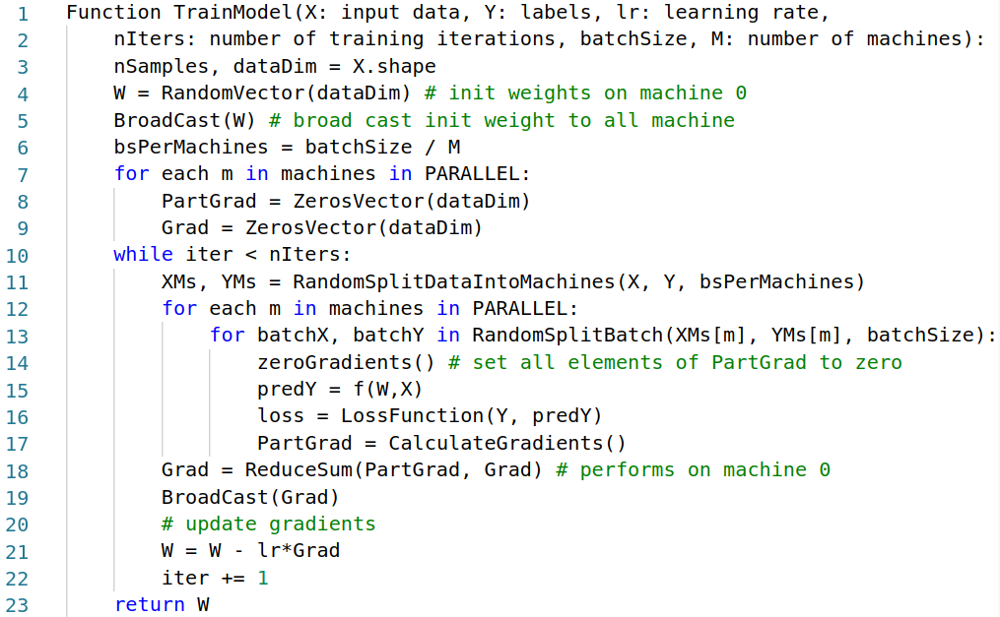 1 Function TrainModel(X: input data, Y: labels, lr: learning rate,
2 nIters: number of training iterations, batchSize, M: number of machines):
3 nSamples, dataDim = X.shape
4 W = RandomVector(dataDim) # init weights on machine 0
5 BroadCast(W) # broad cast init weight to all machine
6 bsPerMachines = batchSize / M
7 for each m in machines in PARALLEL:
8 PartGrad = ZerosVector(dataDim)
9 Grad = ZerosVector(dataDim)
10 while iter < nIters:
11 XMs, YMs = RandomSplitDataIntoMachines(X, Y, bsPerMachines)
12 for each m in machines in PARALLEL:
13 for batchX, batchY in RandomSplitBatch(XMs[m], YMs[m], batchSize):
14 zeroGradients() # set all elements of PartGrad to zero
15 predY = f(W,X)
16 loss = LossFunction(Y, predY)
17 PartGrad = CalculateGradients()
18 Grad = ReduceSum(PartGrad, Grad) # performs on machine 0
19 BroadCast(Grad)
20 # update gradients
21 W = W - lr*Grad
22 iter += 1
23 return W